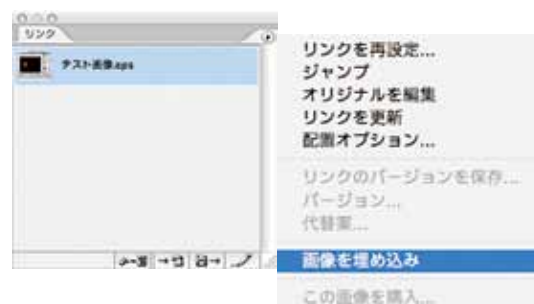 リンク
テスト画像.eps
リンクを再設定...
ジャンプ
オリジナルを編集
リンクを更新
配置オプション...
リンクのバージョンを保存...
バージョン...
代替案...
画像を埋め込み
この画像を購入...